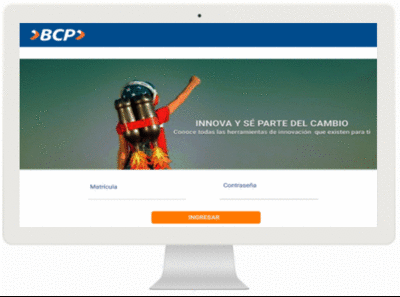 BCP
INNOVA Y SÉ PARTE DEL CAMBIO
Conoce todas las herramientas de innovación que existen para ti
Matrícula
Contraseña
INGRESAR